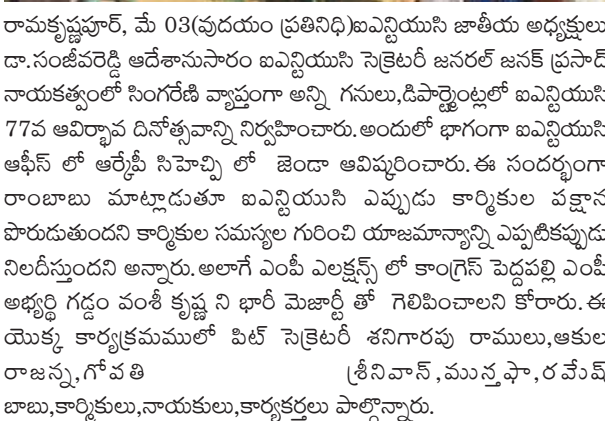 రామకృష్ణపూర్, మే 03(వుదయం ప్రతినిధి)ఐఎన్టియుసి జాతీయ అధ్యక్షులు
డా.సంజీవరెడ్డి ఆదేశానుసారం ఐఎన్టియుసి సెక్రెటరీ జనరల్ జనక్ ప్రసాద్
నాయకత్వంలో సింగరేణి వ్యాప్తంగా అన్ని గనులు,డిపార్ట్మెంట్లలో ఐఎన్టియుసి
77వ ఆవిర్భావ దినోత్సవాన్ని నిర్వహించారు.అందులో భాగంగా ఐఎన్టియుసి
ఆఫీస్ లో ఆర్కేపీ సిహెచ్పి లో జెండా ఆవిష్కరించారు.ఈ సందర్భంగా
రాంబాబు మాట్లాడుతూ ఐఎన్టియుసి ఎప్పుడు కార్మికుల పక్షాన
పొరుడుతుందని కార్మికుల సమస్యల గురించి యాజమాన్యాన్ని ఎప్పటికప్పుడు
నిలదీస్తుందని అన్నారు.అలాగే ఎంపీ ఎలక్షన్స్ లో కాంగ్రెస్ పెద్దపల్లి ఎంపీ
అభ్యర్థి గడ్డం వంశీ కృష్ణ ని భారీ మెజార్టీ తో గెలిపించాలని కోరారు.ఈ
యొక్క కార్యక్రమములో పిట్ సెక్రెటరీ శనిగారపు రాములు,ఆకుల
రాజన్న,గోవతి శ్రీనివాస్,మున్తఫా,రమేష్
బాబు,కార్మికులు,నాయకులు,కార్యకర్తలు పాల్గొన్నారు.